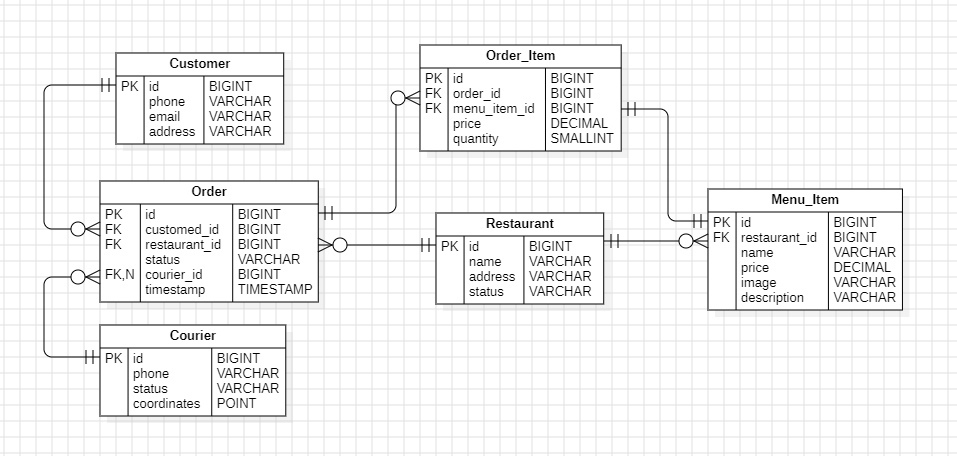 Customer
PK id BIGINT
phone VARCHAR
email VARCHAR
address VARCHAR
Order_Item
PK id BIGINT
FK order_id BIGINT
FK menu_item_id BIGINT
price DECIMAL
quantity SMALLINT
Order
PK id BIGINT
FK customed_id BIGINT
FK restaurant_id BIGINT
status VARCHAR
FK,N courier_id BIGINT
timestamp TIMESTAMP
Restaurant
PK id BIGINT
name VARCHAR
address VARCHAR
status VARCHAR
Menu_Item
PK id BIGINT
FK restaurant_id BIGINT
name VARCHAR
price DECIMAL
image VARCHAR
description VARCHAR
Courier
PK id BIGINT
phone VARCHAR
status VARCHAR
coordinates POINT